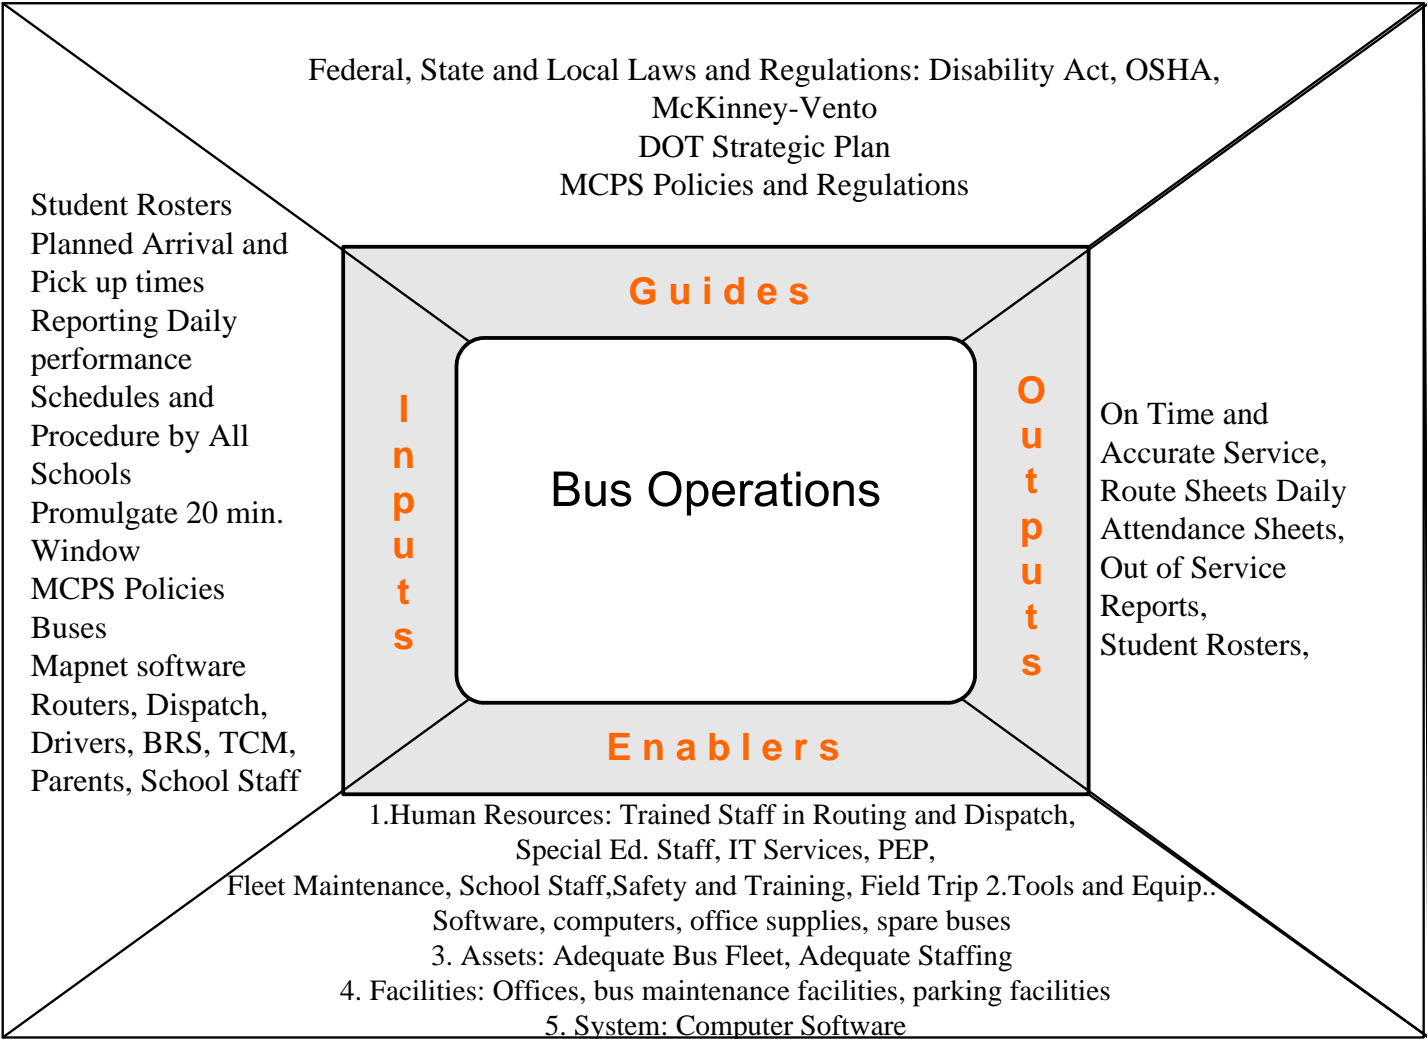 Federal, State and Local Laws and Regulations: Disability Act, OSHA,
McKinney-Vento
DOT Strategic Plan
MCPS Policies and Regulations
Student Rosters
Planned Arrival and
Pick up times
Reporting Daily
performance
Schedules and
Procedure by All
Schools
Promulgate 20 min.
Window
MCPS Policies
Buses
Mapnet software
Routers, Dispatch,
Drivers, BRS, TCM,
Parents, School Staff
Guides
Inputs
Bus Operations
Outputs
Enablers
On Time and
Accurate Service,
Route Sheets Daily
Attendance Sheets,
Out of Service
Reports,
Student Rosters,
1.Human Resources: Trained Staff in Routing and Dispatch,
Special Ed. Staff, IT Services, PEP,
Fleet Maintenance, School Staff,Safety and Training, Field Trip 2.Tools and Equip..
Software, computers, office supplies, spare buses
3. Assets: Adequate Bus Fleet, Adequate Staffing
4. Facilities: Offices, bus maintenance facilities, parking facilities
5. System: Computer Software